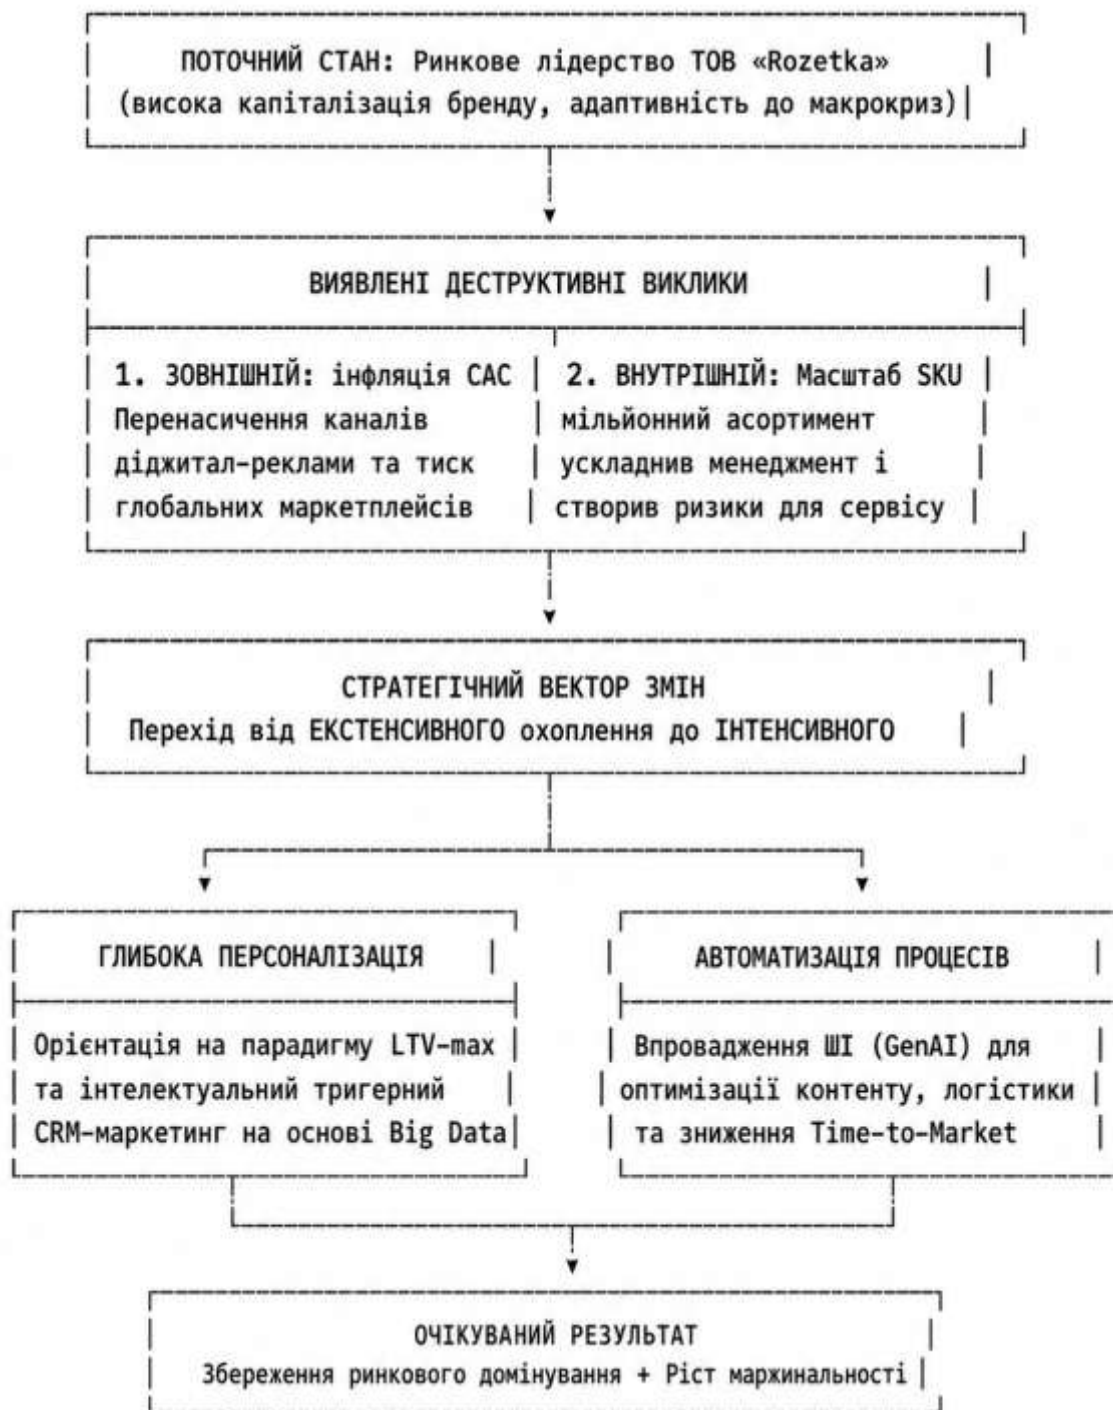 ПОТОЧНИЙ СТАН: Ринкове лідерство ТОВ «Rozetka»
(висока капіталізація бренду, адаптивність до макрокриз)
ВИЯВЛЕНІ ДЕСТРУКТИВНІ ВИКЛИКИ
1. ЗОВНІШНІЙ: інфляція CAC
Перенасичення каналів
діджитал-реклами та тиск
глобальних маркетплейсів
2. ВНУТРІШНІЙ: Масштаб SKU
мільйонний асортимент
ускладнив менеджмент і
створив ризики для сервісу
СТРАТЕГІЧНИЙ ВЕКТОР ЗМІН
Перехід від ЕКСТЕНСИВНОГО охоплення до ІНТЕНСИВНОГО
ГЛИБОКА ПЕРСОНАЛІЗАЦІЯ
Орієнтація на парадигму LTV-max
та інтелектуальний тригерний
CRM-маркетинг на основі Big Data
АВТОМАТИЗАЦІЯ ПРОЦЕСІВ
Впровадження ШІ (GenAI) для
оптимізації контенту, логістики
та зниження Time-to-Market
ОЧІКУВАНИЙ РЕЗУЛЬТАТ
Збереження ринкового домінування + Ріст маржинальності